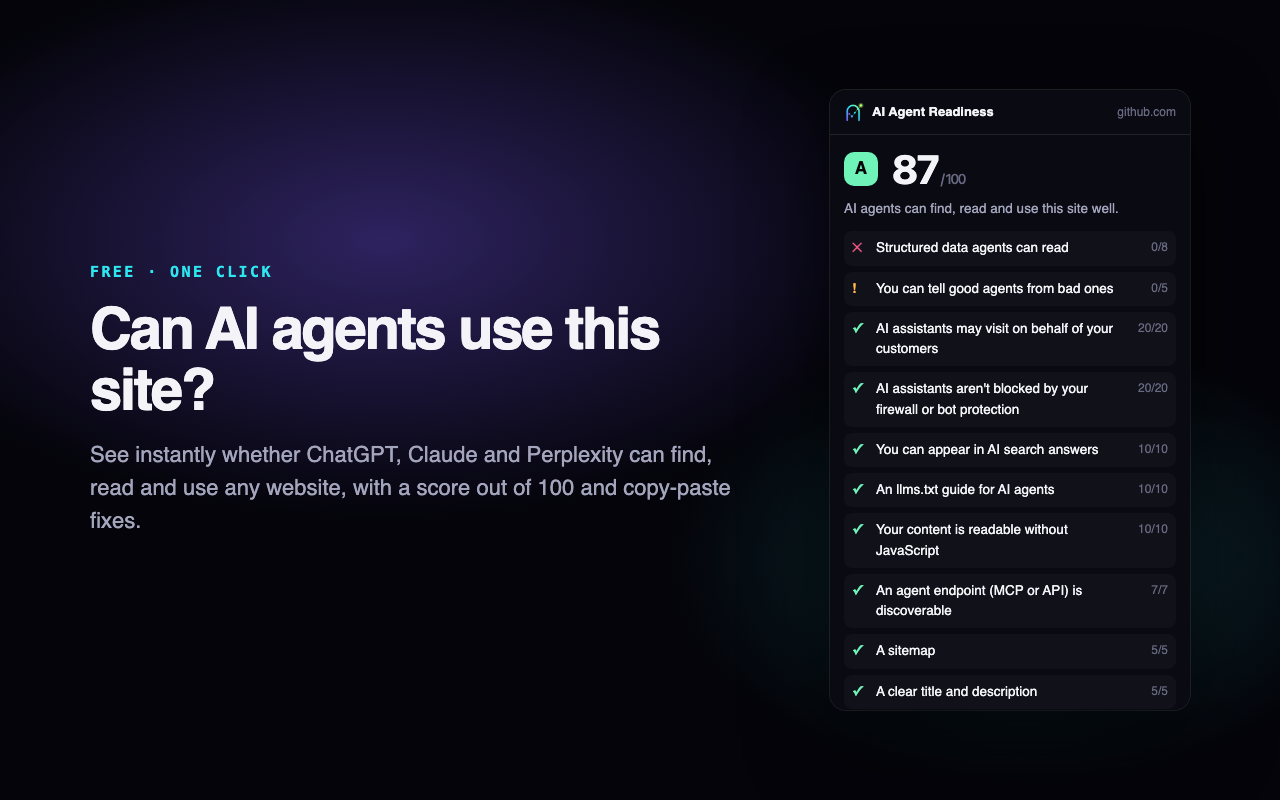 FREE · ONE CLICK
Can AI agents use this
site?
See instantly whether ChatGPT, Claude and Perplexity can find,
read and use any website, with a score out of 100 and copy-paste
fixes.
AI Agent Readiness github.com
A 87/100
AI agents can find, read and use this site well.
✕ Structured data agents can read 0/8
! You can tell good agents from bad ones 0/5
✓ AI assistants may visit on behalf of your 20/20
customers
✓ AI assistants aren't blocked by your 20/20
firewall or bot protection
✓ You can appear in AI search answers 10/10
✓ An llms.txt guide for AI agents 10/10
✓ Your content is readable without 10/10
JavaScript
✓ An agent endpoint (MCP or API) is 7/7
discoverable
✓ A sitemap 5/5
✓ A clear title and description 5/5